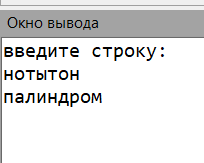 Окно вывода
введите строку:
нотытон
палиндром